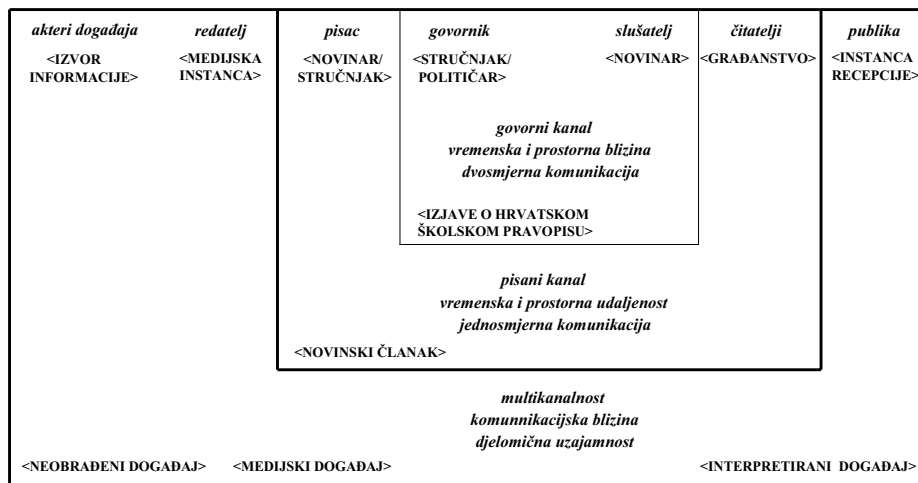 akteri događaja redatelj pisac govornik slušatelj čitatelji publika
<IZVOR <MEDIJSKA <NOVINAR/ <STRUČNJAK/ <NOVINAR> <GRAĐANSTVO> <INSTANCA
INFORMACIJE> INSTANCA> STRUČNJAK> POLITIČAR> RECEPCIJE>
govorni kanal
vremenska i prostorna blizina
dvosmjerna komunikacija
<IZJAVE O HRVATSKOM
ŠKOLSKOM PRAVOPISU>
pisani kanal
vremenska i prostorna udaljenost
jednosmjerna komunikacija
<NOVINSKI ČLANAK>
multikanalnost
komunnikacijska blizina
djelomična uzajamnost
<NEOBRAĐENI DOGAĐAJ> <MEDIJSKI DOGAĐAJ> <INTERPRETIRANI DOGAĐAJ>